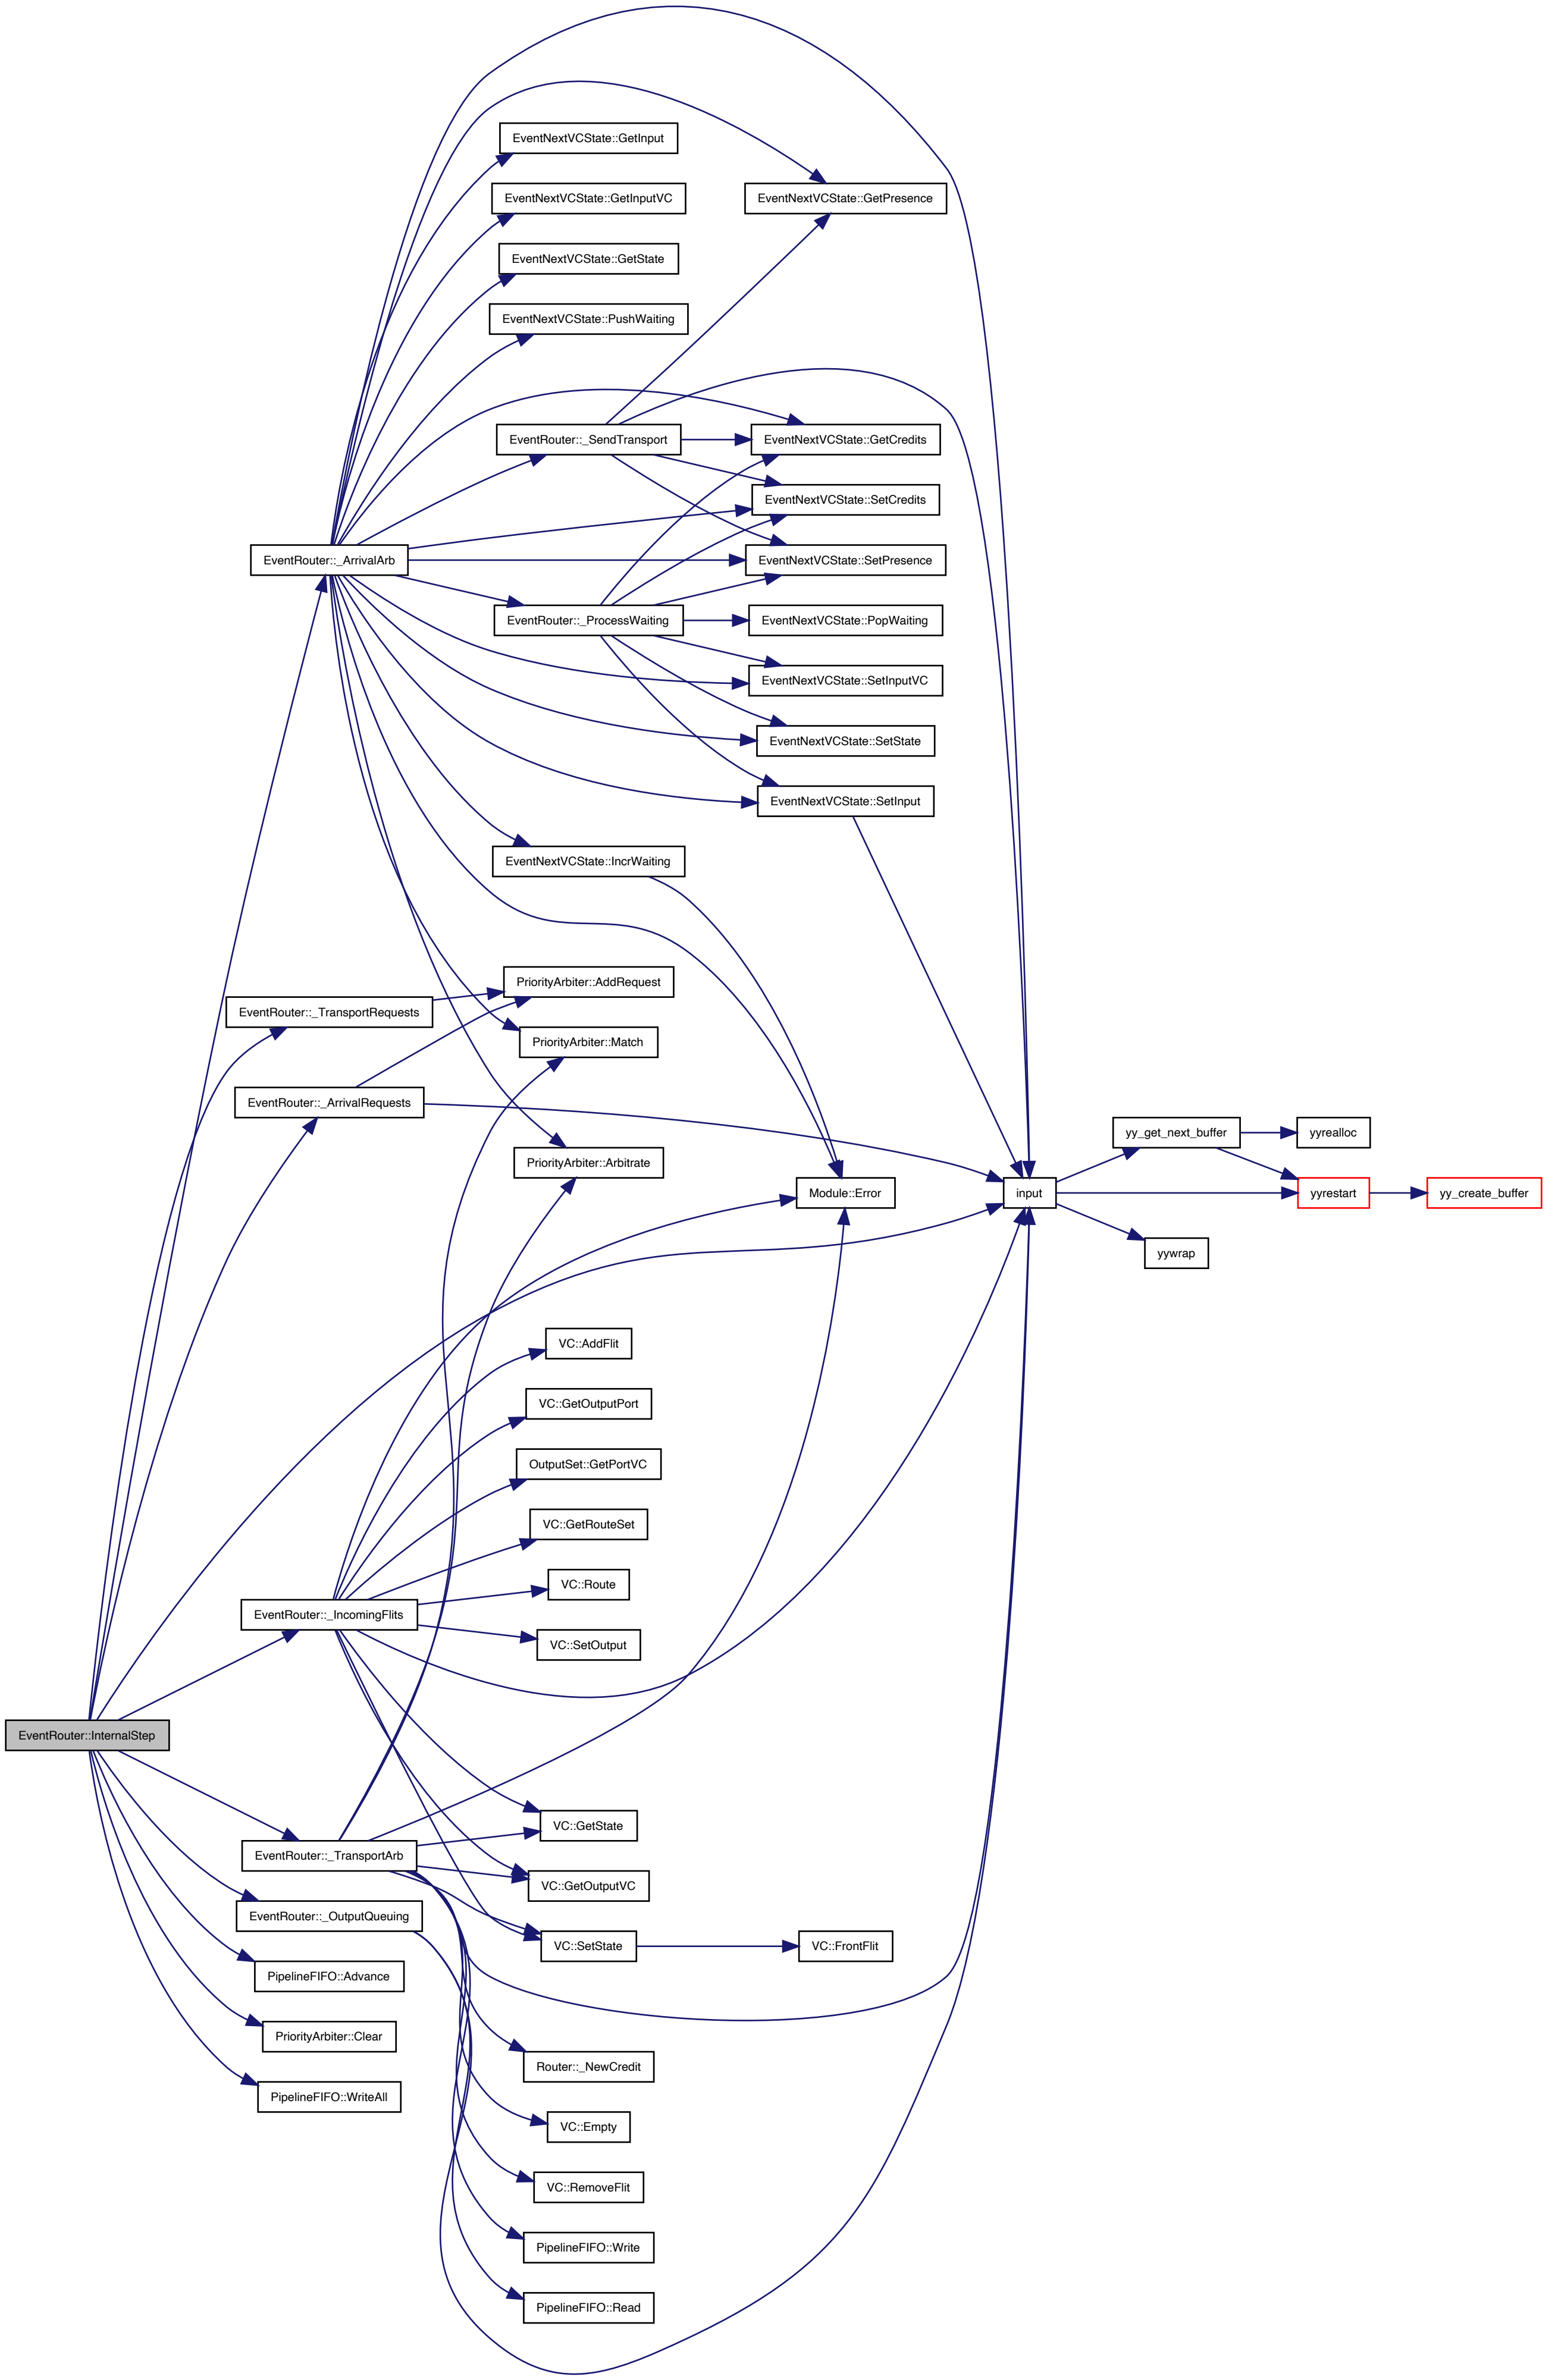 EventNextVCState::GetInput
EventNextVCState::GetPresence
EventNextVCState::GetInputVC
EventNextVCState::GetState
EventNextVCState::PushWaiting
EventRouter::_SendTransport
EventNextVCState::GetCredits
EventNextVCState::SetCredits
EventRouter::_ArrivalArb
EventNextVCState::SetPresence
EventRouter::_ProcessWaiting
EventNextVCState::PopWaiting
EventNextVCState::SetInputVC
EventNextVCState::SetState
EventNextVCState::SetInput
EventNextVCState::IncrWaiting
PriorityArbiter::AddRequest
EventRouter::_TransportRequests
PriorityArbiter::Match
EventRouter::_ArrivalRequests
yy_get_next_buffer
yyrealloc
PriorityArbiter::Arbitrate
Module::Error
input
yyrestart
yy_create_buffer
yywrap
VC::AddFlit
VC::GetOutputPort
OutputSet::GetPortVC
VC::GetRouteSet
VC::Route
EventRouter::_IncomingFlits
VC::SetOutput
EventRouter::InternalStep
VC::GetState
EventRouter::_TransportArb
VC::GetOutputVC
EventRouter::_OutputQueuing
VC::SetState
VC::FrontFlit
PipelineFIFO::Advance
PriorityArbiter::Clear
Router::_NewCredit
PipelineFIFO::WriteAll
VC::Empty
VC::RemoveFlit
PipelineFIFO::Write
PipelineFIFO::Read